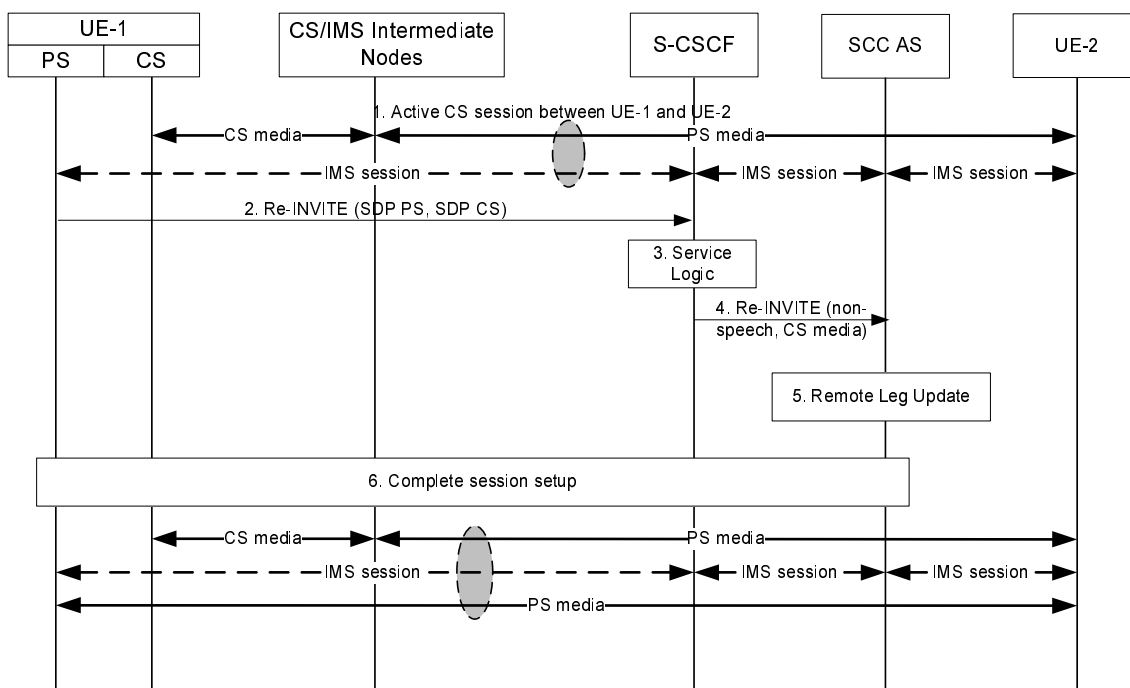 UE-1
PS
CS
CS/IMS Intermediate
Nodes
S-CSCF
SCC AS
UE-2
1. Active CS session between UE-1 and UE-2
CS media
PS media
IMS session
IMS session
IMS session
2. Re-INVITE (SDP PS, SDP CS)
3. Service
Logic
4. Re-INVITE (non-
speech, CS media)
5. Remote Leg Update
6. Complete session setup
CS media
PS media
IMS session
IMS session
IMS session
PS media